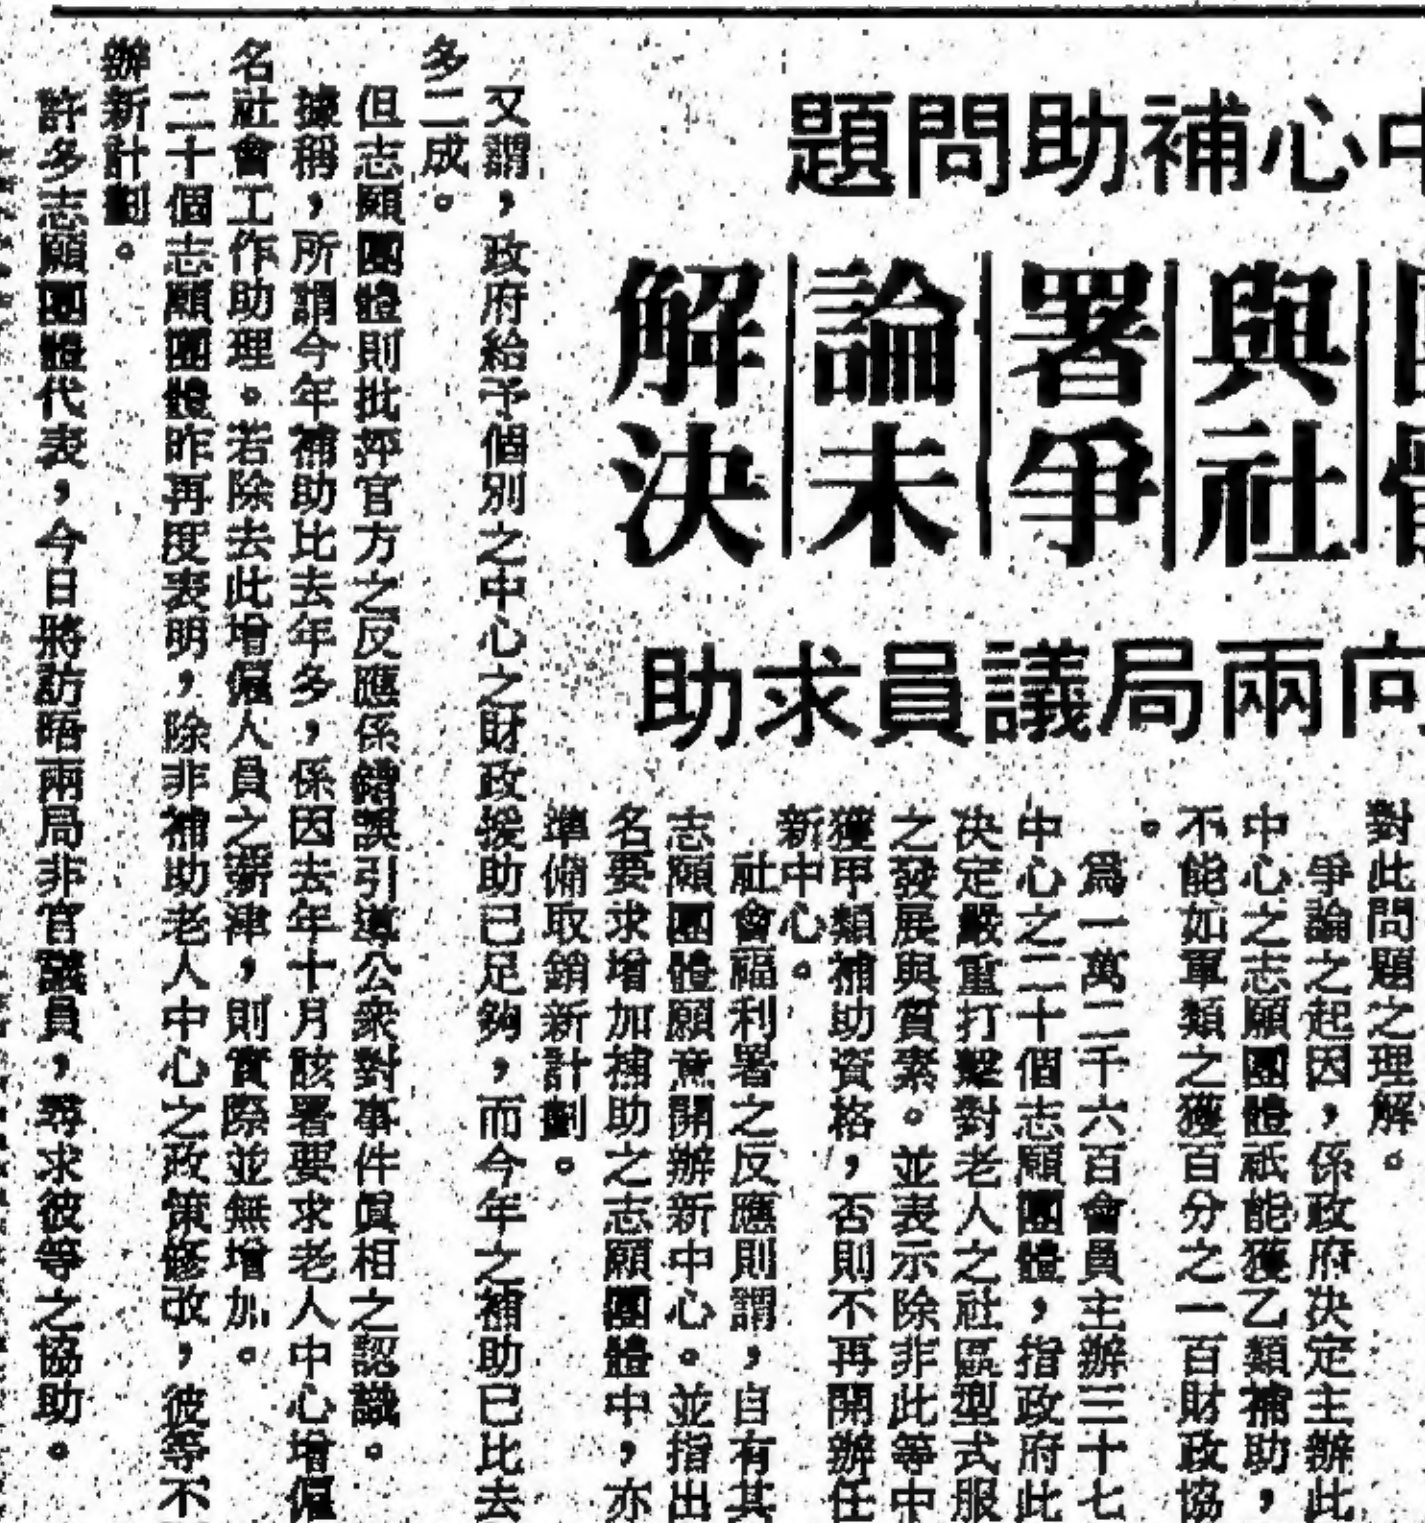 中心補助問題
與社
署爭
論未
解決
向兩局議員求助
對此問題之理解。
爭論之起因，係政府決定主辦此
中心之志願團體祇能獲乙類補助，
不能如軍類之獲百分之一百財政協
。
爲一萬二千六百會員主辦三十七
中心之二十個志願團體，指政府此
決定嚴重打擊對老人之社區型式服
之發展與質素。並表示除非此等中
獲甲類補助資格，否則不再開辦任
新中心。
社會福利署之反應則謂，自有其
志願團體願意開辦新中心。並指出
名要求增加補助之志願團體中，亦
準備取銷新計劃。
又謂，政府給予個別之中心之財政援助已足夠，而今年之補助已比去
多二成。
但志願團體則批評官方之反應係錯誤引導公衆對事件眞相之認識。
據稱，所謂今年補助比去年多，係因去年十月該署要求老人中心增僱
名社會工作助理。若除去此增僱人員之薪津，則實際並無增加。
二十個志願團體昨再度表明，除非補助老人中心之政策修改，彼等不
辦新計劃。
許多志願團體代表，今日將訪晤兩局非官議員，尋求彼等之協助。